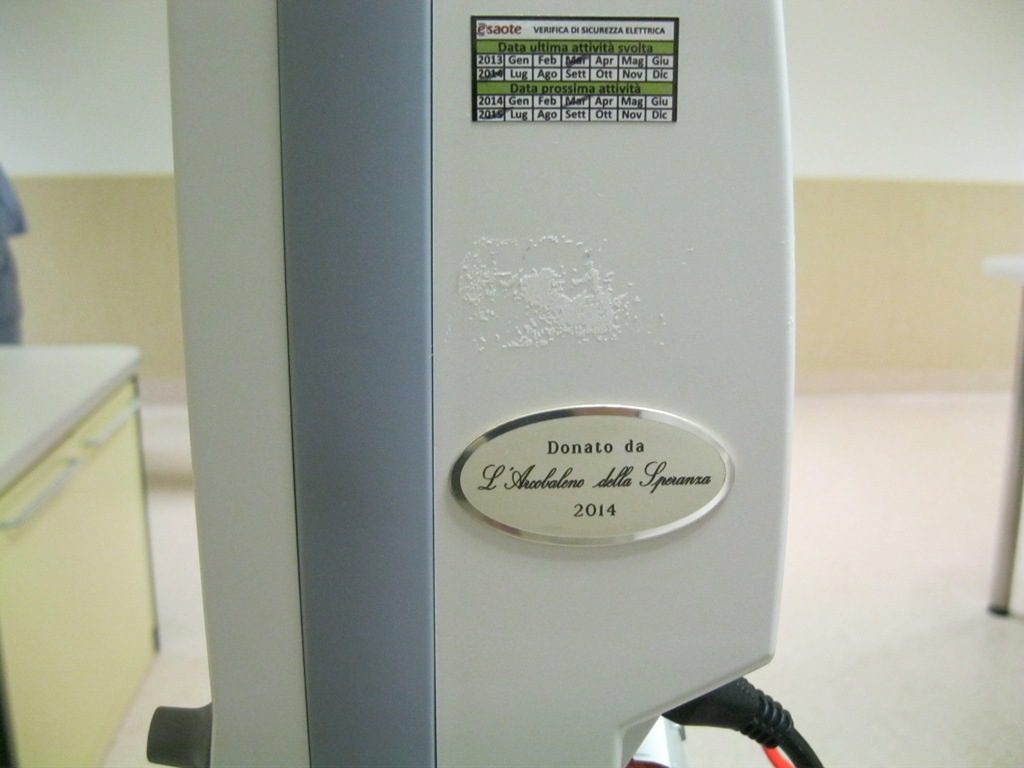 esaote VERIFICA DI SICUREZZA ELETTRICA
Data ultima attività svolta
2013 Gen Feb Mar Apr Mag Giu
2014 Lug Ago Sett Ott Nov Dic
Data prossima attività
2014 Gen Feb Mar Apr Mag Giu
2015 Lug Ago Sett Ott Nov Dic
Donato da
L'Arcobaleno della Speranza
2014